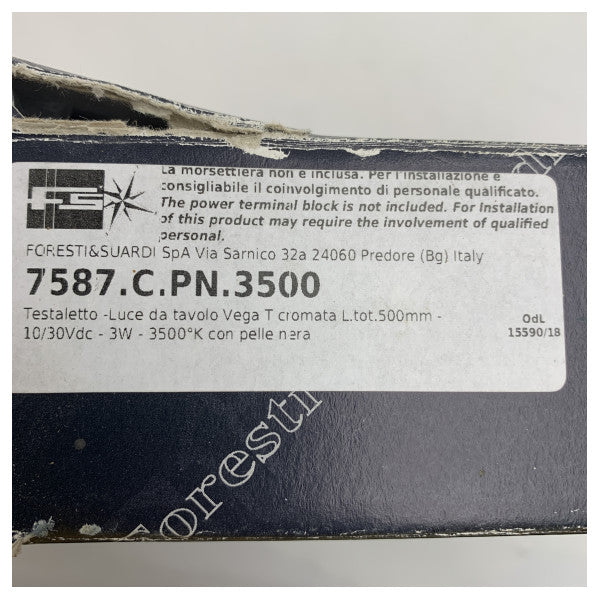 La morsettiera non è inclusa. Per l'installazione è
consigliabile il coinvolgimento di personale qualificato.
The power terminal block is not included. For Installation
of this product may require the involvement of qualified
personal.
FS
FORESTI&SUARDI SpA Via Sarnico 32a 24060 Predore (Bg) Italy
7587.C.PN.3500
Testaletto -Luce da tavolo Vega T cromata L.tot.500mm -
10/30Vdc - 3W - 3500°K con pelle nera
OdL
15590/18
Foresti